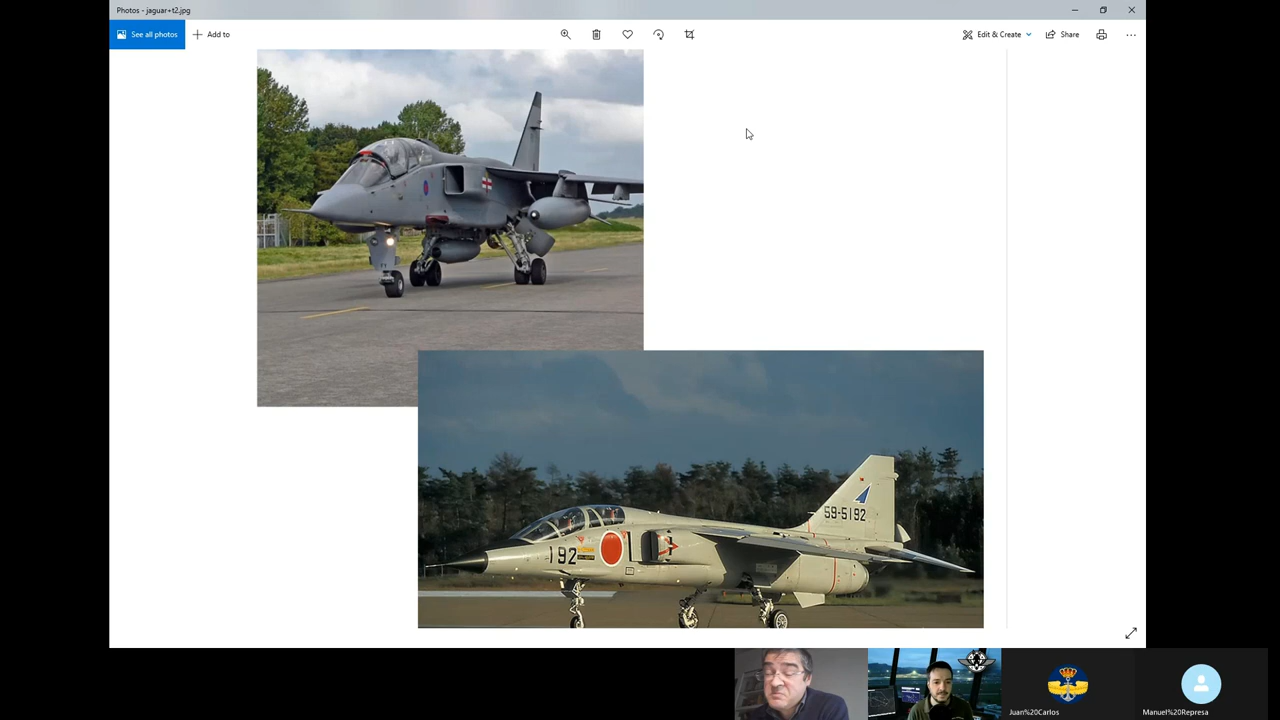 Photos - jaguar+t2.jpg
See all photos
Add to
Edit & Create
Share
192
59-5192
Juan%20Carlos
Manuel%20Represa